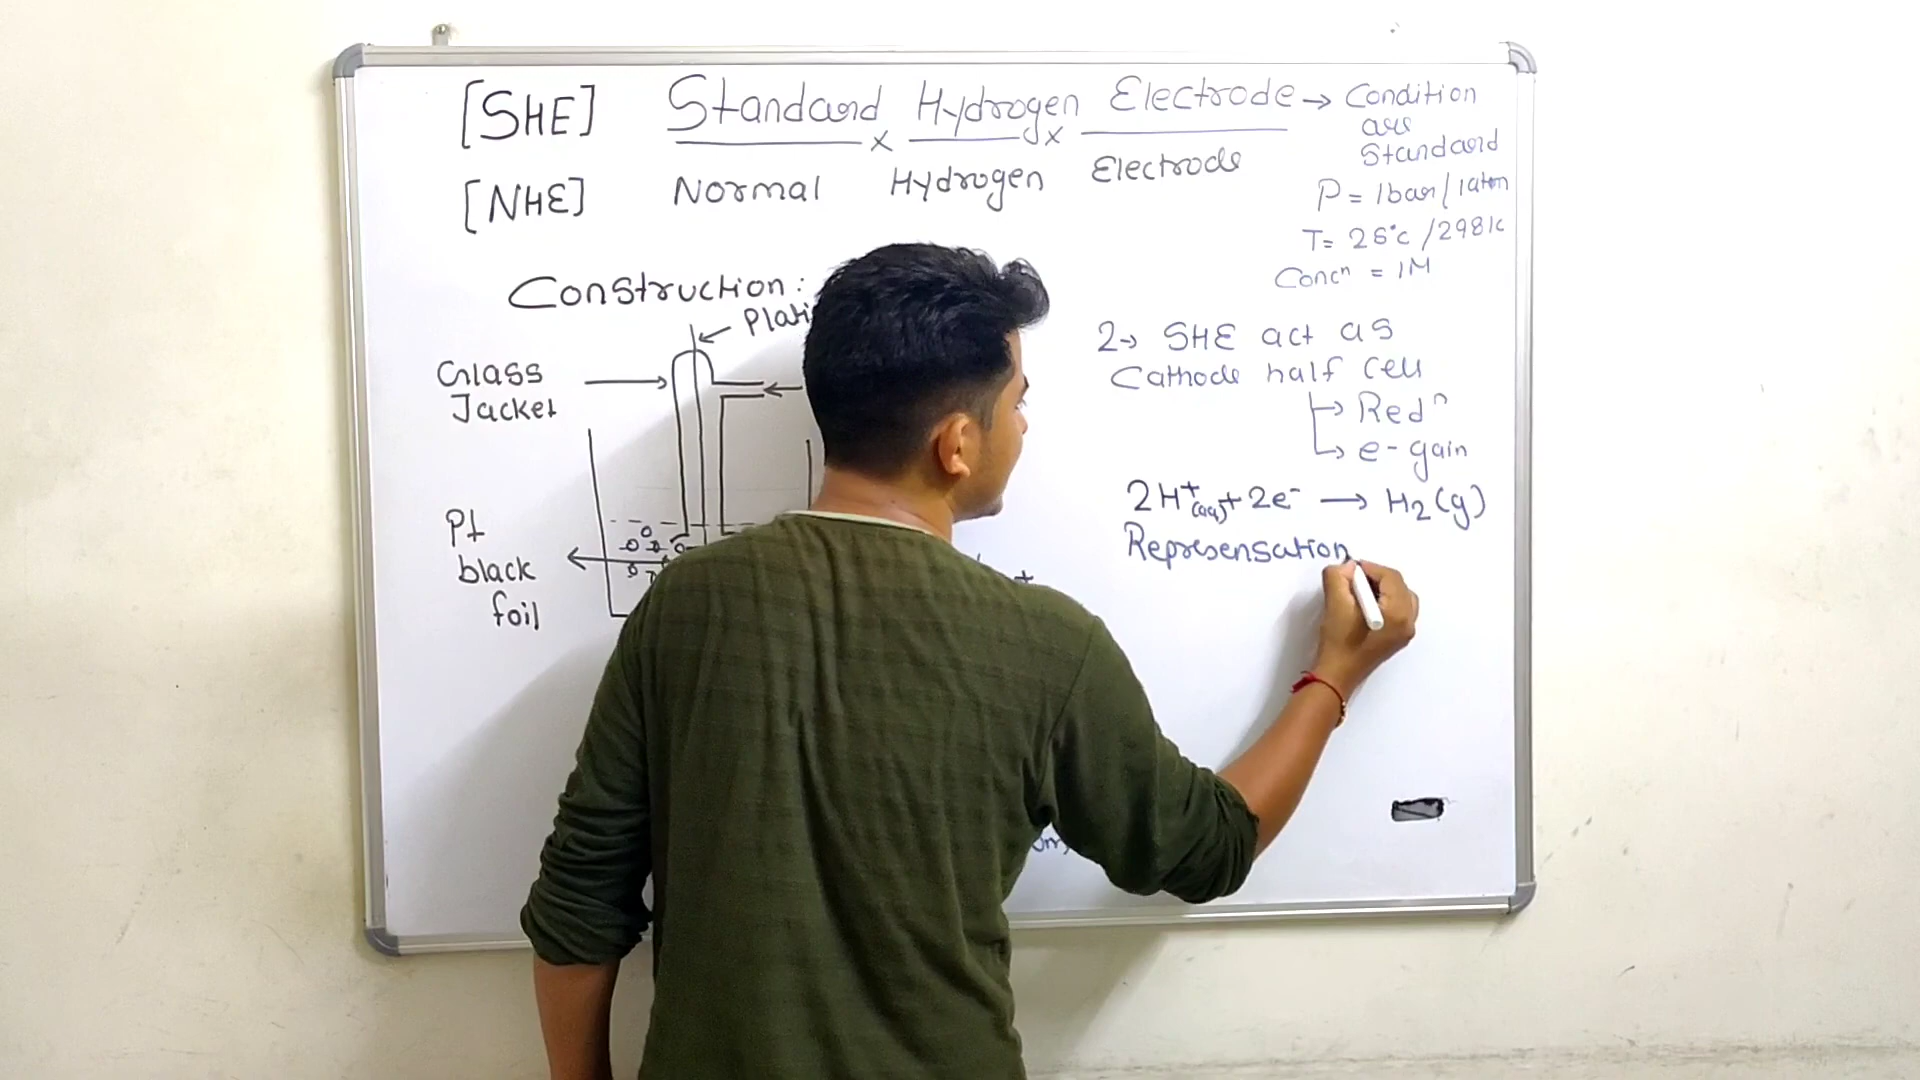 [SHE] Standard Hydrogen Electrode → Condition
are
Standard
[NHE] Normal Hydrogen Electrode
P = 1bar/1atm
T= 25°c /298k
Concⁿ = 1M
Construction:
Glass
Jacket
Pt
black
foil
2→ SHE act as
Cathode half Cell
→ Redⁿ
→ e- gain
2H⁺(aq)+ 2e⁻ → H₂(g)
Represensation